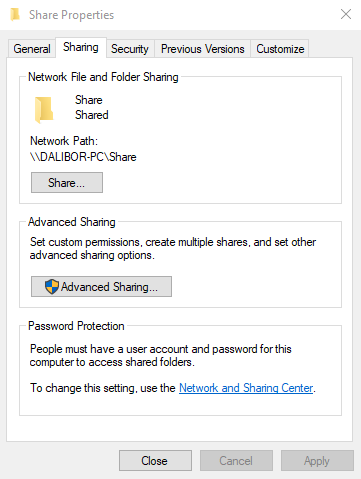 Share Properties
General Sharing Security Previous Versions Customize
Network File and Folder Sharing
Share
Shared
Network Path:
\\DALIBOR-PC\Share
Share...
Advanced Sharing
Set custom permissions, create multiple shares, and set other
advanced sharing options.
Advanced Sharing...
Password Protection
People must have a user account and password for this
computer to access shared folders.
To change this setting, use the Network and Sharing Center.
Close Cancel Apply